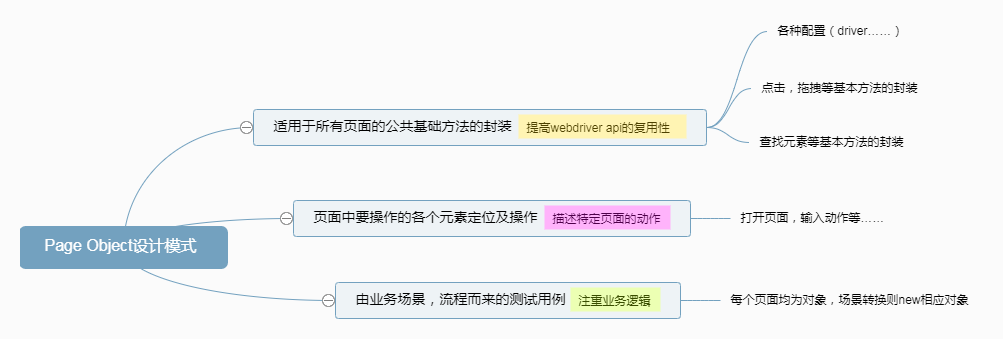 Page Object设计模式
适用于所有页面的公共基础方法的封装 提高webdriver api的复用性
各种配置（driver……）
点击，拖拽等基本方法的封装
查找元素等基本方法的封装
页面中要操作的各个元素定位及操作 描述特定页面的动作
打开页面，输入动作等……
由业务场景，流程而来的测试用例 注重业务逻辑
每个页面均为对象，场景转换则new相应对象